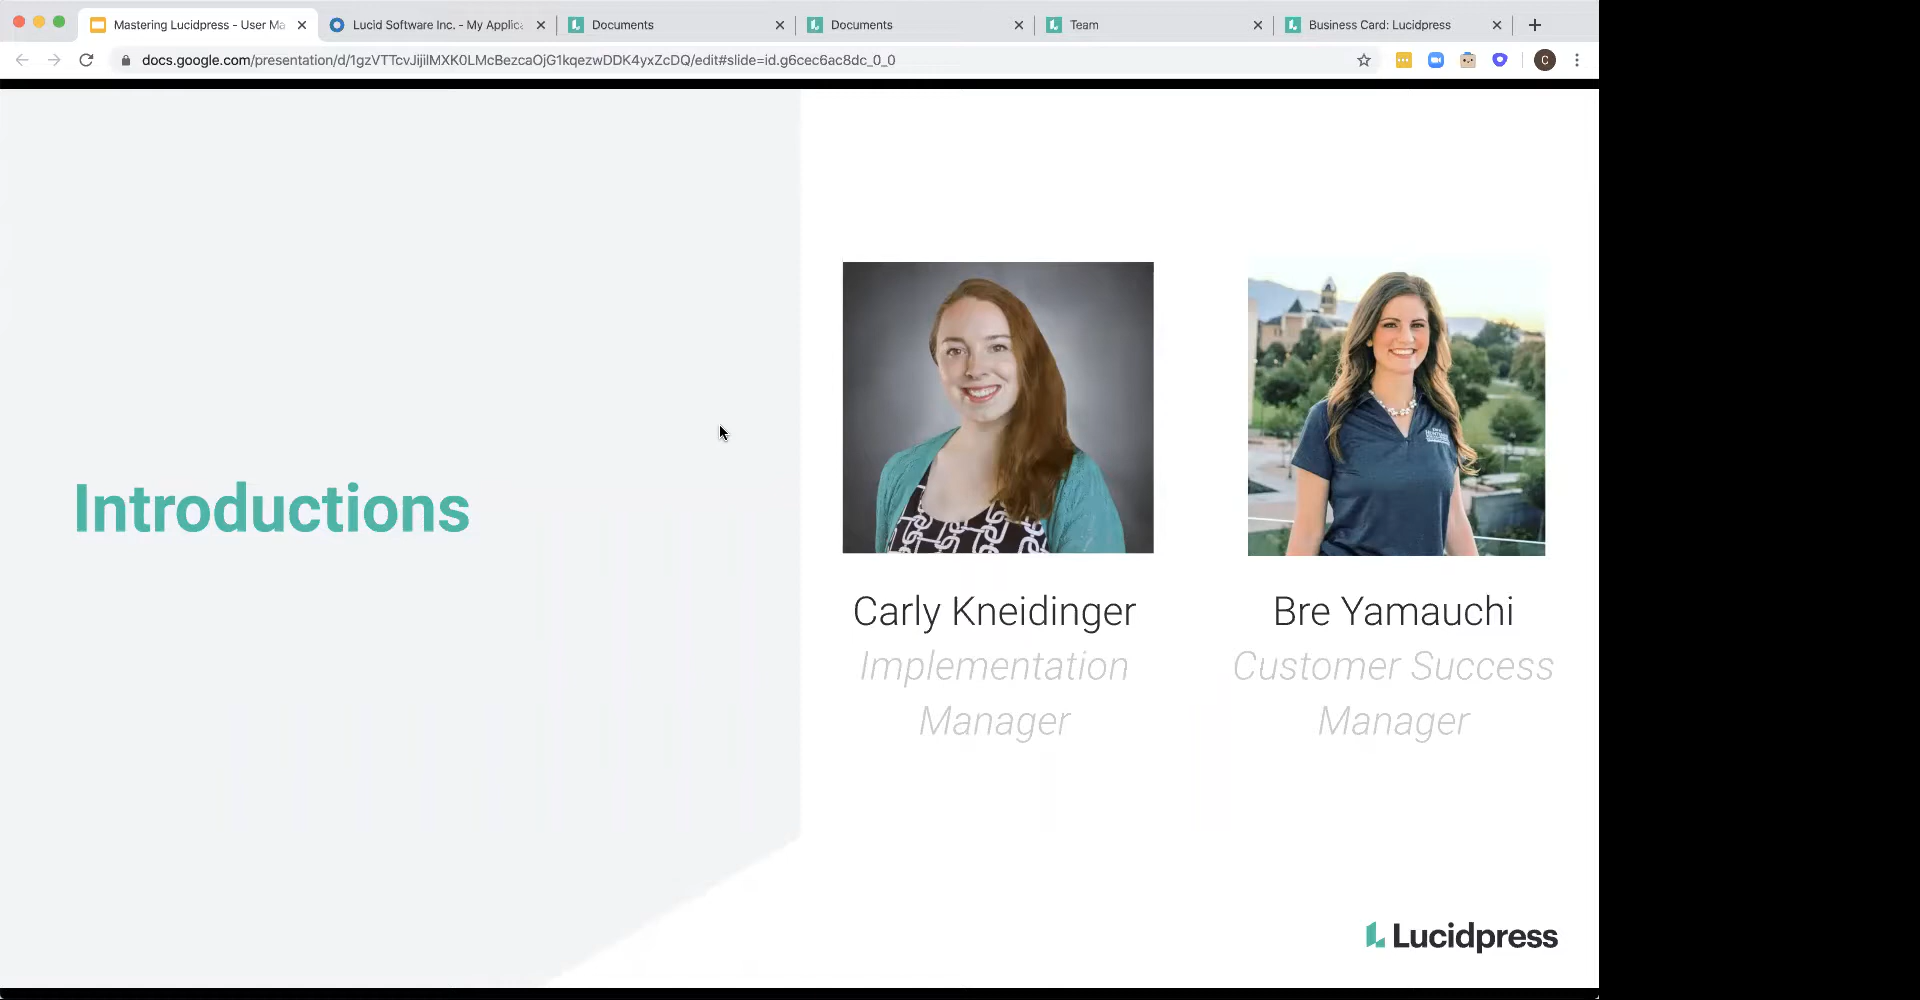 Mastering Lucidpress - User Ma
Lucid Software Inc. - My Applica
Documents
Documents
Team
Business Card: Lucidpress
docs.google.com/presentation/d/1gzVTTcvJijilMXK0LMcBezcaOjG1kqezwDDK4yxZcDQ/edit#slide=id.g6cec6ac8dc_0_0
C
Introductions
Carly Kneidinger
Implementation
Manager
Bre Yamauchi
Customer Success
Manager
Lucidpress